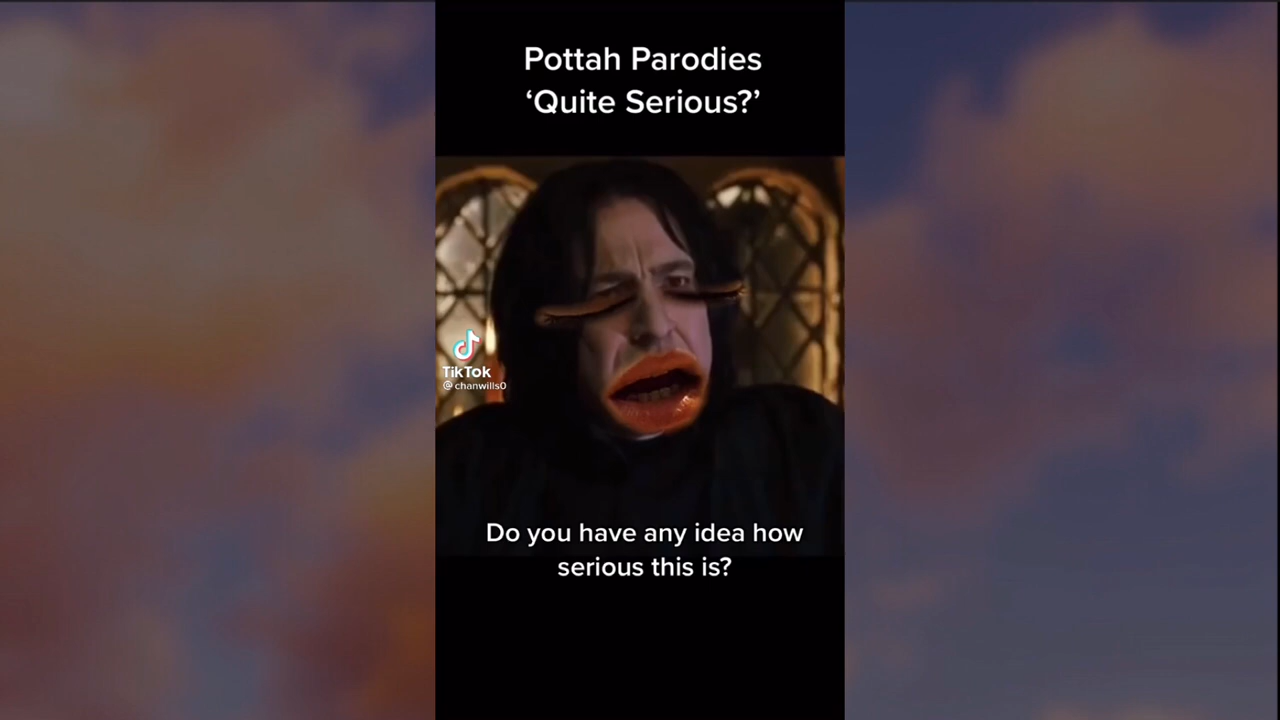 Pottah Parodies
‘Quite Serious?’
TikTok
@chanwills0
Do you have any idea how
serious this is?